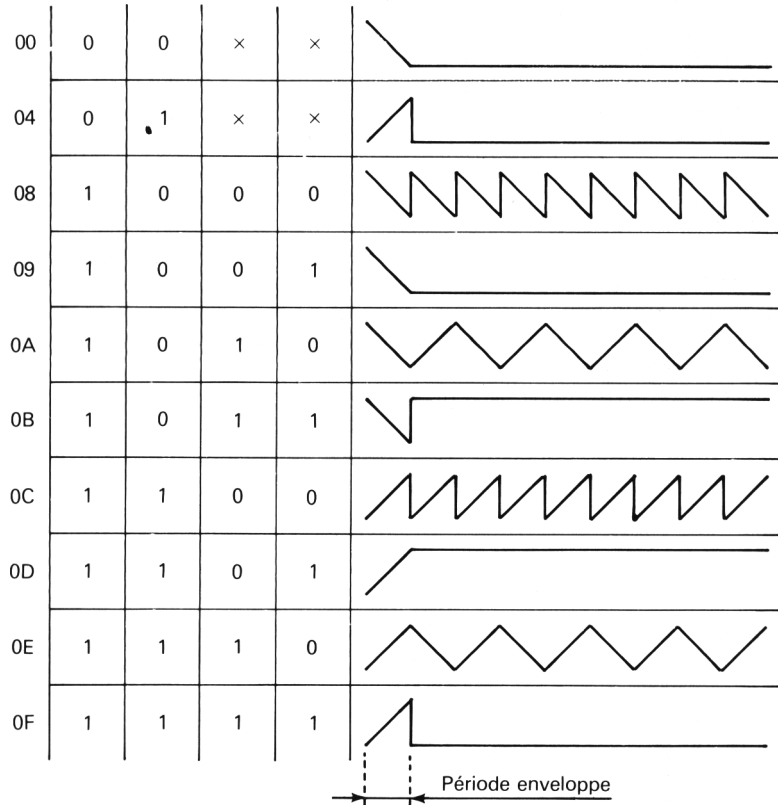 00 0 0 × ×
04 0 1 × ×
08 1 0 0 0
09 1 0 0 1
0A 1 0 1 0
0B 1 0 1 1
0C 1 1 0 0
0D 1 1 0 1
0E 1 1 1 0
0F 1 1 1 1
Période enveloppe